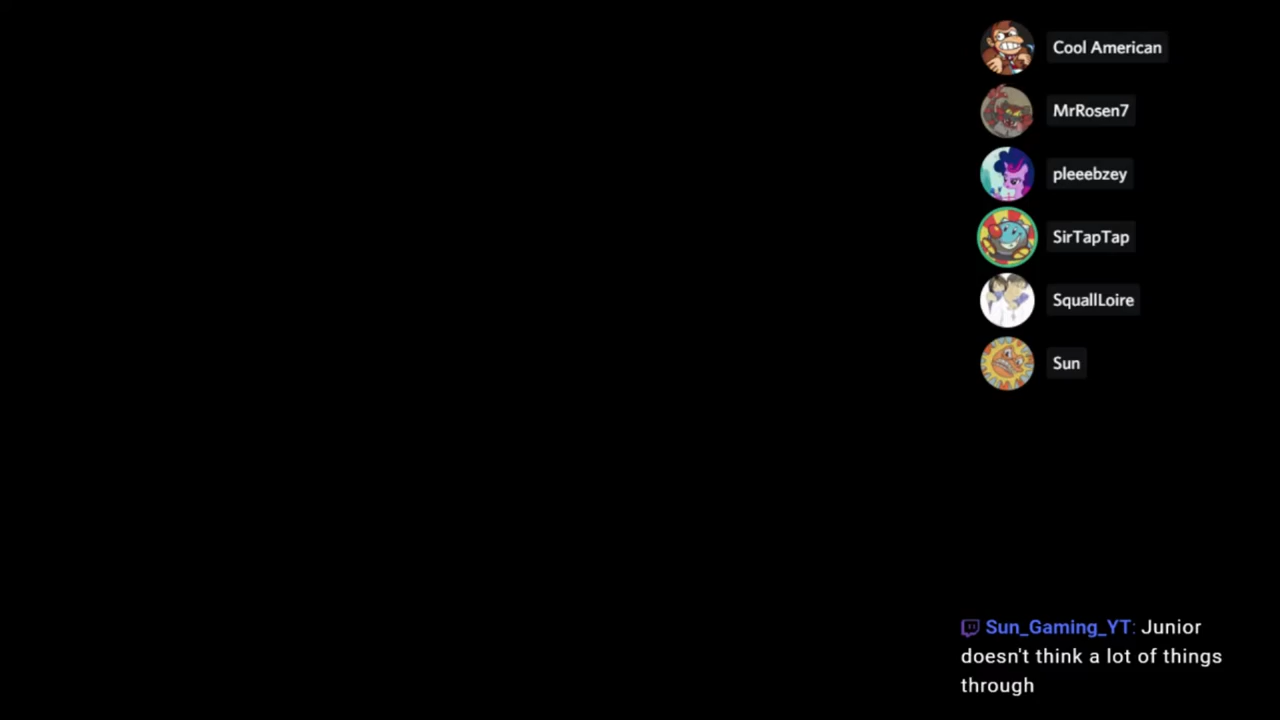 Cool American
MrRosen7
pleeebzey
SirTapTap
SquallLoire
Sun
Sun_Gaming_YT: Junior
doesn't think a lot of things
through